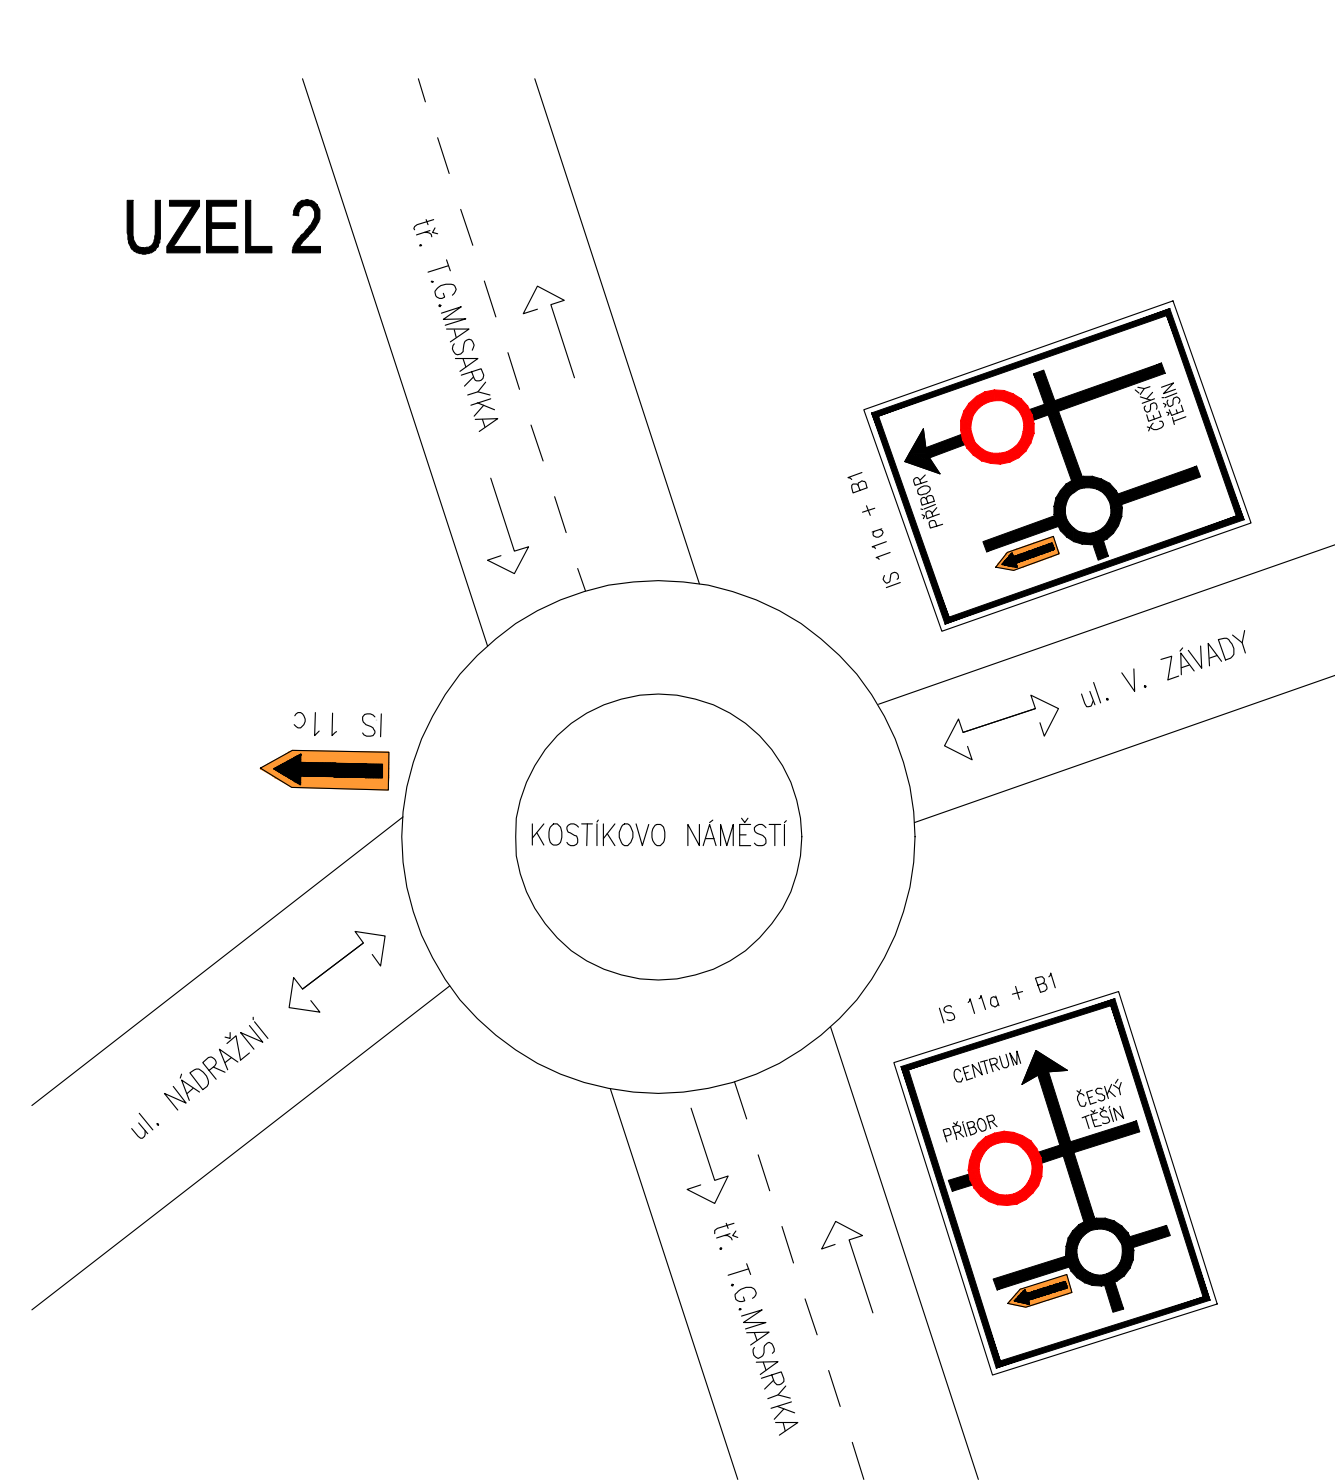 UZEL 2
tř. T.G.MASARYKA
ČESKÝ
TĚŠÍN
PŘÍBOR
IS 11a + B1
ul. V. ZÁVADY
IS 11c
KOSTÍKOVO NÁMĚSTÍ
ul. NÁDRAŽNÍ
IS 11a + B1
CENTRUM
ČESKÝ
TĚŠÍN
PŘÍBOR
tř. T.G.MASARYKA